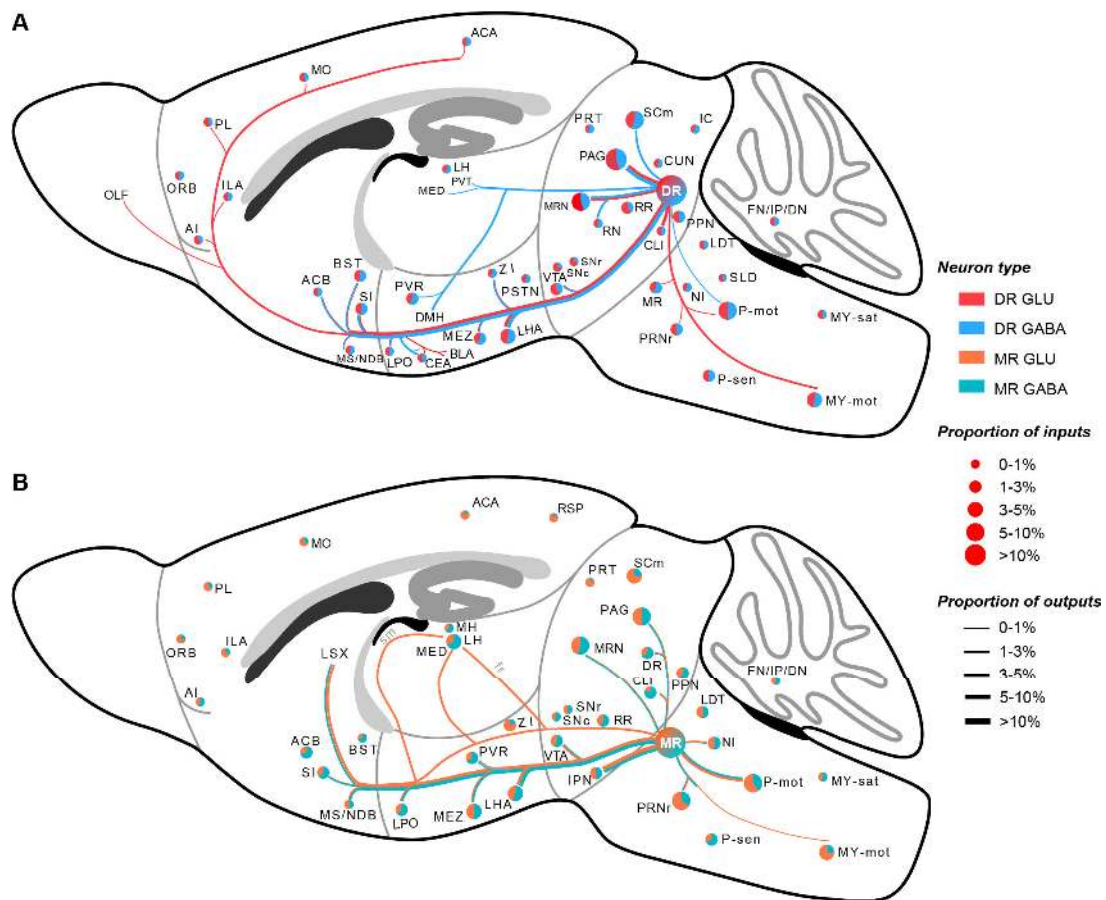 A
ACA
MO
PL
SCm
PRT
IC
PAG
CUN
LH
PVT
MED
DR
ORB
ILA
OLF
MRN
RR
RN
PPN
CLI
FN/IP/DN
LDT
AI
BST
ACB
SI
PVR
ZI
PSTN
SNr
SNc
VTA
SLD
MR
NI
P-mot
MY-sat
DMH
MEZ
LHA
PRNr
MS/NDB
LPO
CEA
BLA
P-sen
MY-mot
Neuron type
DR GLU
DR GABA
MR GLU
MR GABA
Proportion of inputs
0-1%
1-3%
3-5%
5-10%
>10%
Proportion of outputs
0-1%
1-3%
3-5%
5-10%
>10%
B
ACA
RSP
MO
PRT
SCm
PL
PAG
MH
LH
MED
sm
fr
ORB
ILA
LSX
MRN
DR
CLI
PPN
FN/IP/DN
AI
LDT
SNr
SNc
RR
ZI
ACB
BST
PVR
VTA
MR
NI
SI
IPN
P-mot
MY-sat
MS/NDB
LPO
MEZ
LHA
PRNr
P-sen
MY-mot